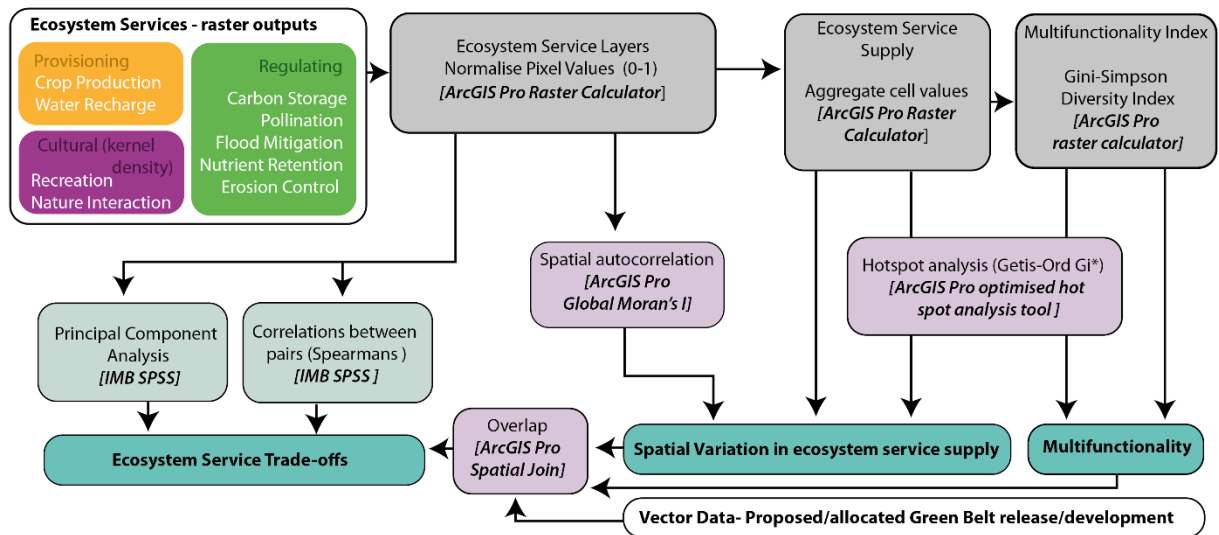 Ecosystem Services - raster outputs
Provisioning
Crop Production
Water Recharge
Cultural (kernel
density)
Recreation
Nature Interaction
Regulating
Carbon Storage
Pollination
Flood Mitigation
Nutrient Retention
Erosion Control
Ecosystem Service Layers
Normalise Pixel Values (0-1)
[ArcGIS Pro Raster Calculator]
Ecosystem Service
Supply
Aggregate cell values
[ArcGIS Pro Raster
Calculator]
Multifunctionality Index
Gini-Simpson
Diversity Index
[ArcGIS Pro
raster calculator]
Spatial autocorrelation
[ArcGIS Pro
Global Moran's I]
Hotspot analysis (Getis-Ord Gi*)
[ArcGIS Pro optimised hot
spot analysis tool ]
Principal Component
Analysis
[IMB SPSS]
Correlations between
pairs (Spearmans )
[IMB SPSS ]
Overlap
[ArcGIS Pro
Spatial Join]
Ecosystem Service Trade-offs
Spatial Variation in ecosystem service supply
Multifunctionality
Vector Data- Proposed/allocated Green Belt release/development